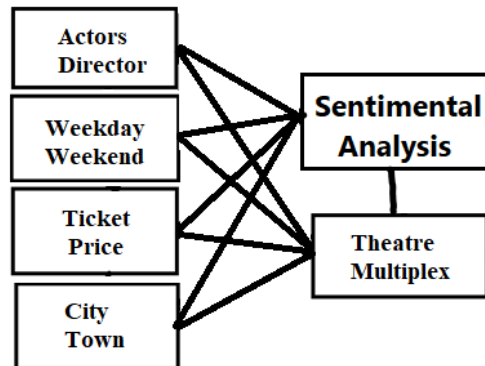 Actors
Director
Weekday
Weekend
Ticket
Price
City
Town
Sentimental
Analysis
Theatre
Multiplex